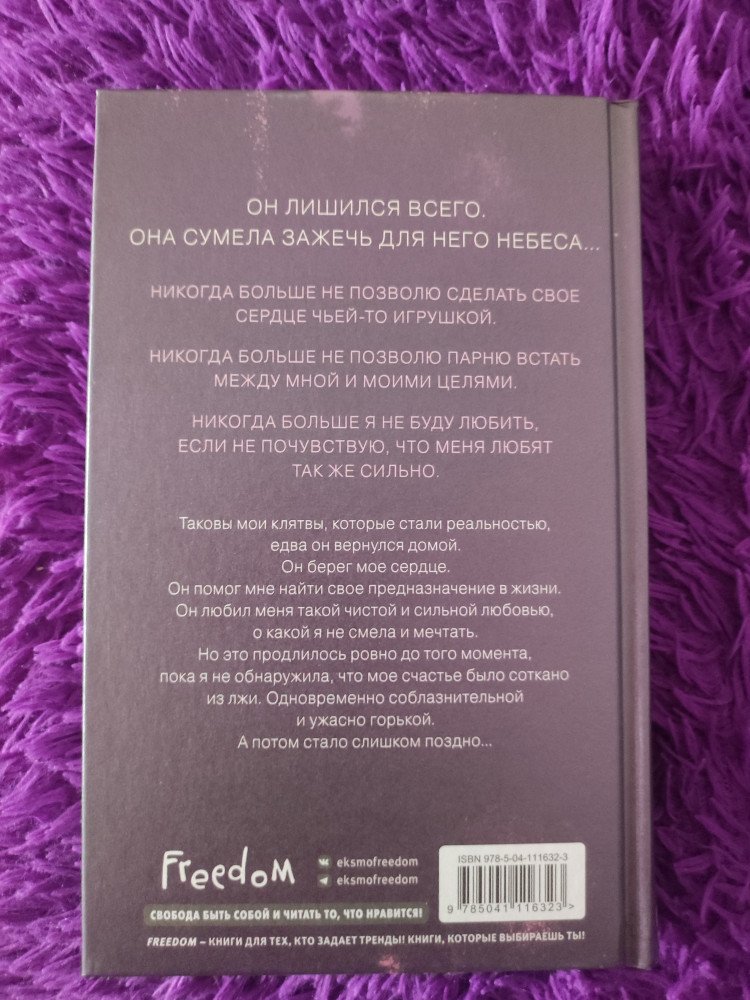 ОН ЛИШИЛСЯ ВСЕГО.
ОНА СУМЕЛА ЗАЖЕЧЬ ДЛЯ НЕГО НЕБЕСА...
НИКОГДА БОЛЬШЕ НЕ ПОЗВОЛЮ СДЕЛАТЬ СВОЕ
СЕРДЦЕ ЧЬЕЙ-ТО ИГРУШКОЙ.
НИКОГДА БОЛЬШЕ НЕ ПОЗВОЛЮ ПАРНЮ ВСТАТЬ
МЕЖДУ МНОЙ И МОИМИ ЦЕЛЯМИ.
НИКОГДА БОЛЬШЕ Я НЕ БУДУ ЛЮБИТЬ,
ЕСЛИ НЕ ПОЧУВСТВУЮ, ЧТО МЕНЯ ЛЮБЯТ
ТАК ЖЕ СИЛЬНО.
Таковы мои клятвы, которые стали реальностью,
едва он вернулся домой.
Он берег мое сердце.
Он помог мне найти свое предназначение в жизни.
Он любил меня такой чистой и сильной любовью,
о какой я не смела и мечтать.
Но это продлилось ровно до того момента,
пока я не обнаружила, что мое счастье было соткано
из лжи. Одновременно соблазнительной
и ужасно горькой.
А потом стало слишком поздно...
Freedom
eksmofreedom
eksmofreedom
СВОБОДА БЫТЬ СОБОЙ И ЧИТАТЬ ТО, ЧТО НРАВИТСЯ!
FREEDOM – КНИГИ ДЛЯ ТЕХ, КТО ЗАДАЕТ ТРЕНДЫ! КНИГИ, КОТОРЫЕ ВЫБИРАЕШЬ ТЫ!
ISBN 978-5-04-111632-3
9 785041 116323 >